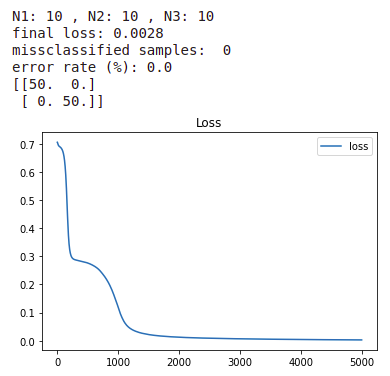 N1: 10 , N2: 10 , N3: 10
final loss: 0.0028
missclassified samples:  0
error rate (%): 0.0
[[50.  0.]
 [ 0. 50.]]
Loss
loss
0.7
0.6
0.5
0.4
0.3
0.2
0.1
0.0
0 1000 2000 3000 4000 5000